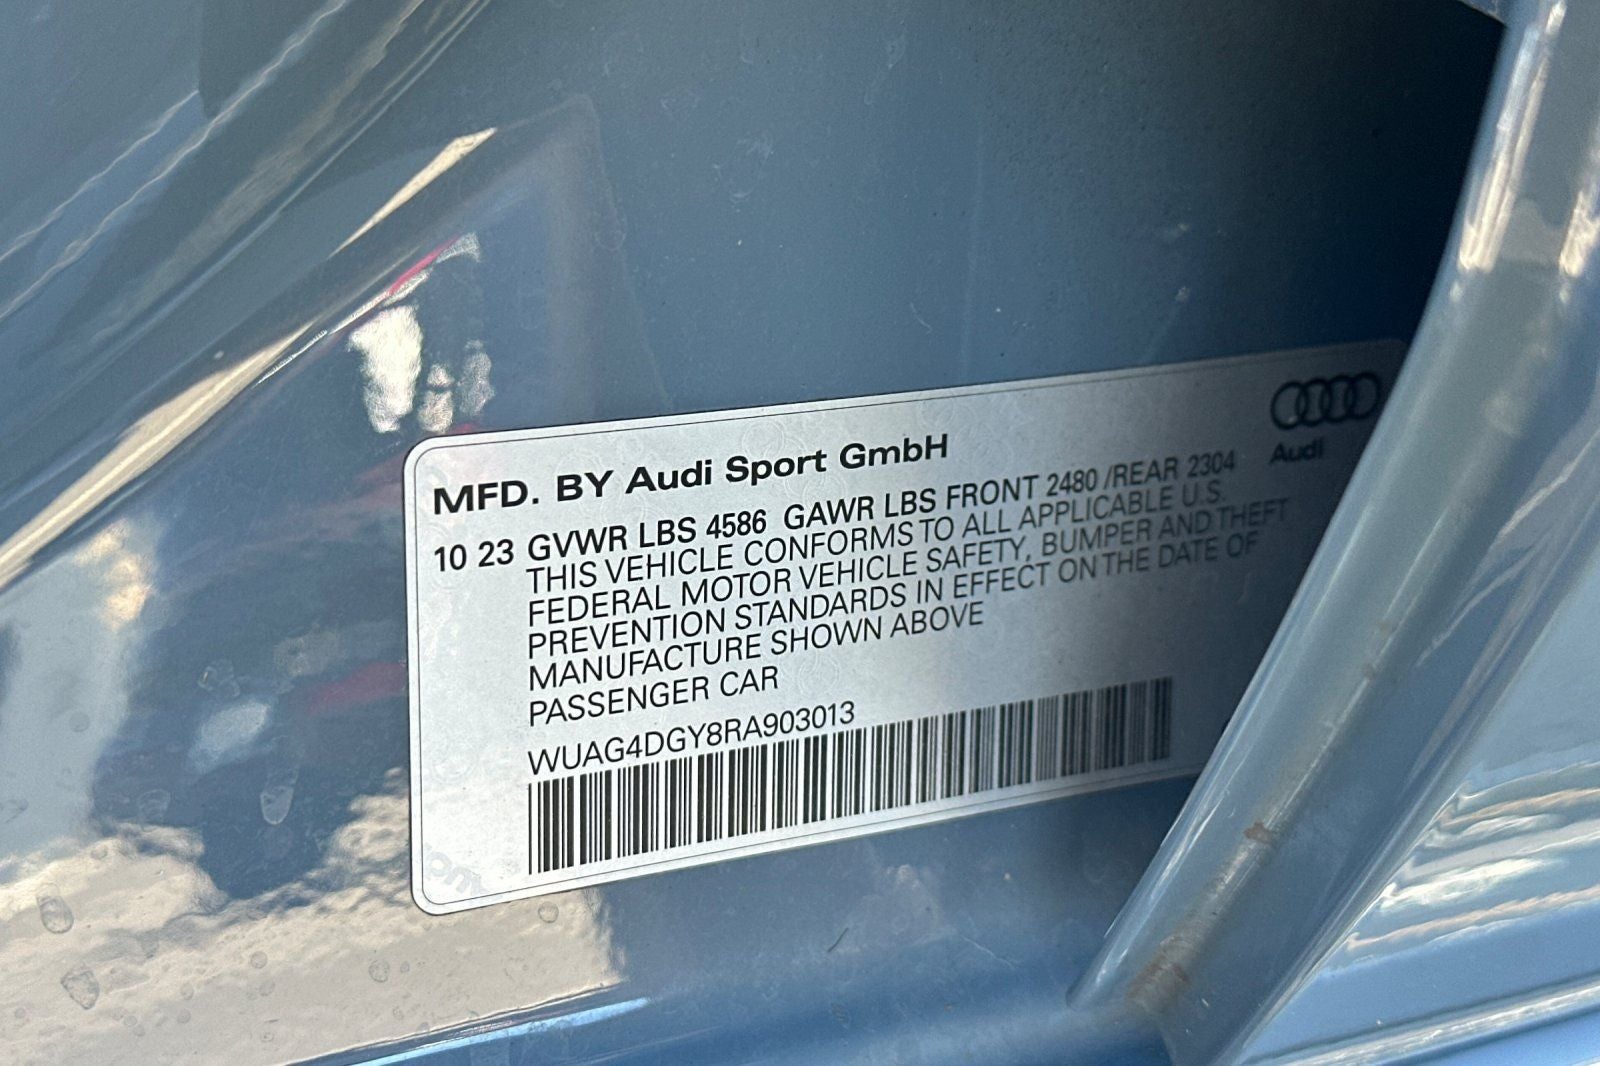 MFD. BY Audi Sport GmbH
Audi
10 23 GVWR LBS 4586 GAWR LBS FRONT 2480 /REAR 2304
THIS VEHICLE CONFORMS TO ALL APPLICABLE U.S.
FEDERAL MOTOR VEHICLE SAFETY, BUMPER AND THEFT
PREVENTION STANDARDS IN EFFECT ON THE DATE OF
MANUFACTURE SHOWN ABOVE
PASSENGER CAR
WUAG4DGY8RA903013